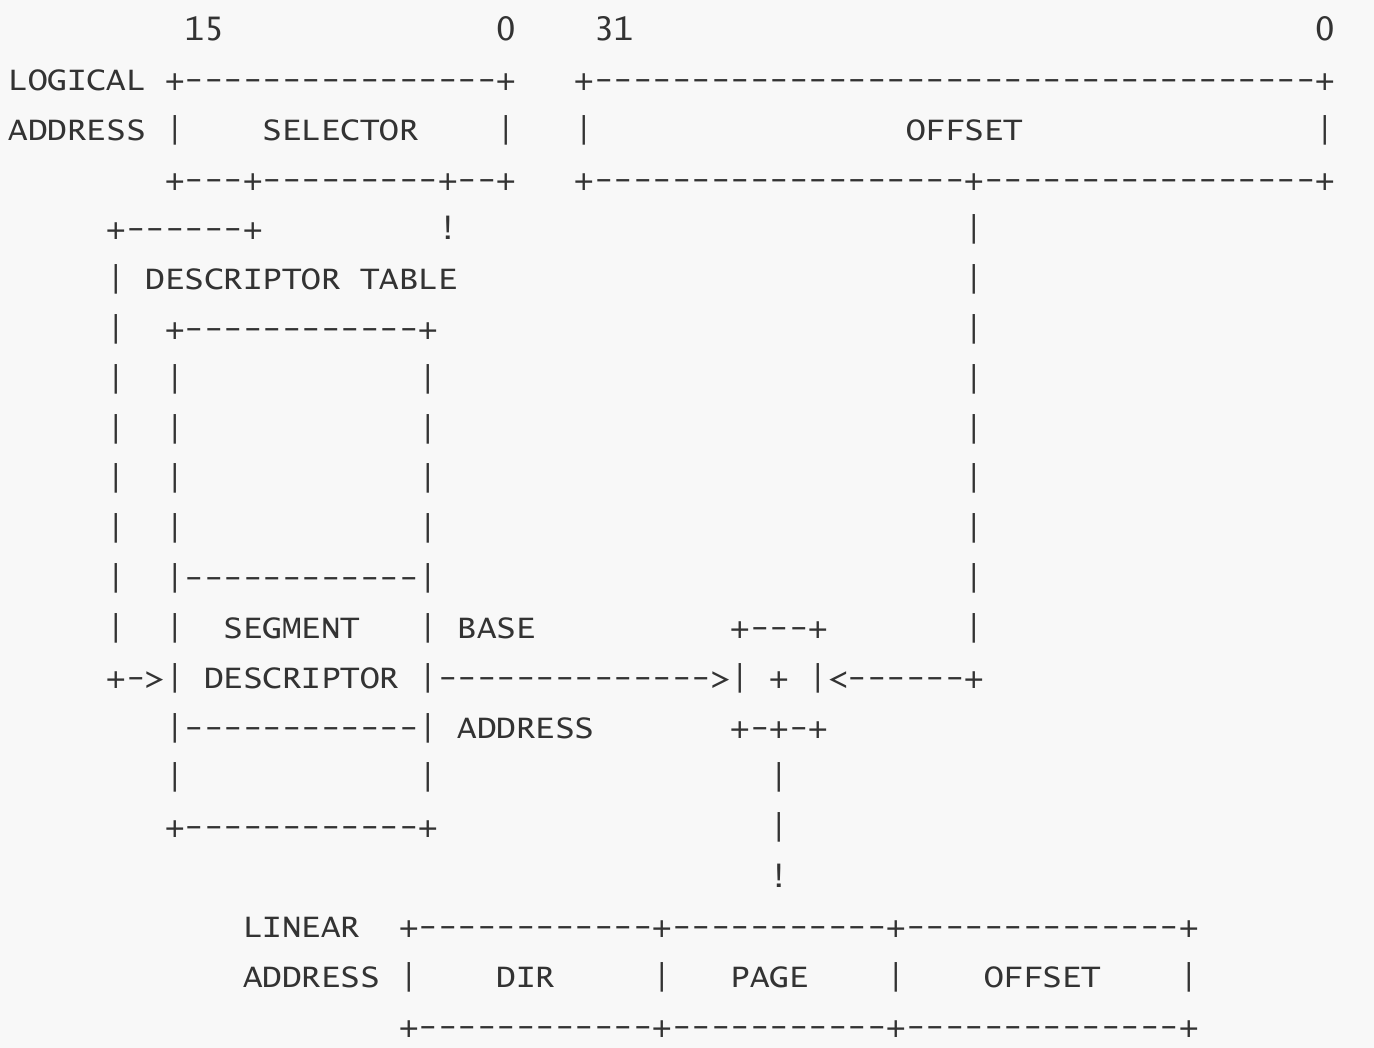 15              0    31                                   0
LOGICAL +----------------+   +-------------------------------------+
ADDRESS |    SELECTOR    |   |                OFFSET                 |
        +---+---------+--+   +-------------------+-----------------+
     +------+         !                          |
     | DESCRIPTOR TABLE                          |
     |  +------------+                           |
     |  |            |                           |
     |  |            |                           |
     |  |            |                           |
     |  |            |                           |
     |  |------------|                           |
     |  |  SEGMENT   | BASE          +---+       |
     +->| DESCRIPTOR |-------------->| + |<------+
        |------------| ADDRESS       +-+-+
        |            |                 |
        +------------+                 |
                                       !
            LINEAR  +------------+-----------+--------------+
            ADDRESS |    DIR     |   PAGE    |    OFFSET    |
                    +------------+-----------+--------------+